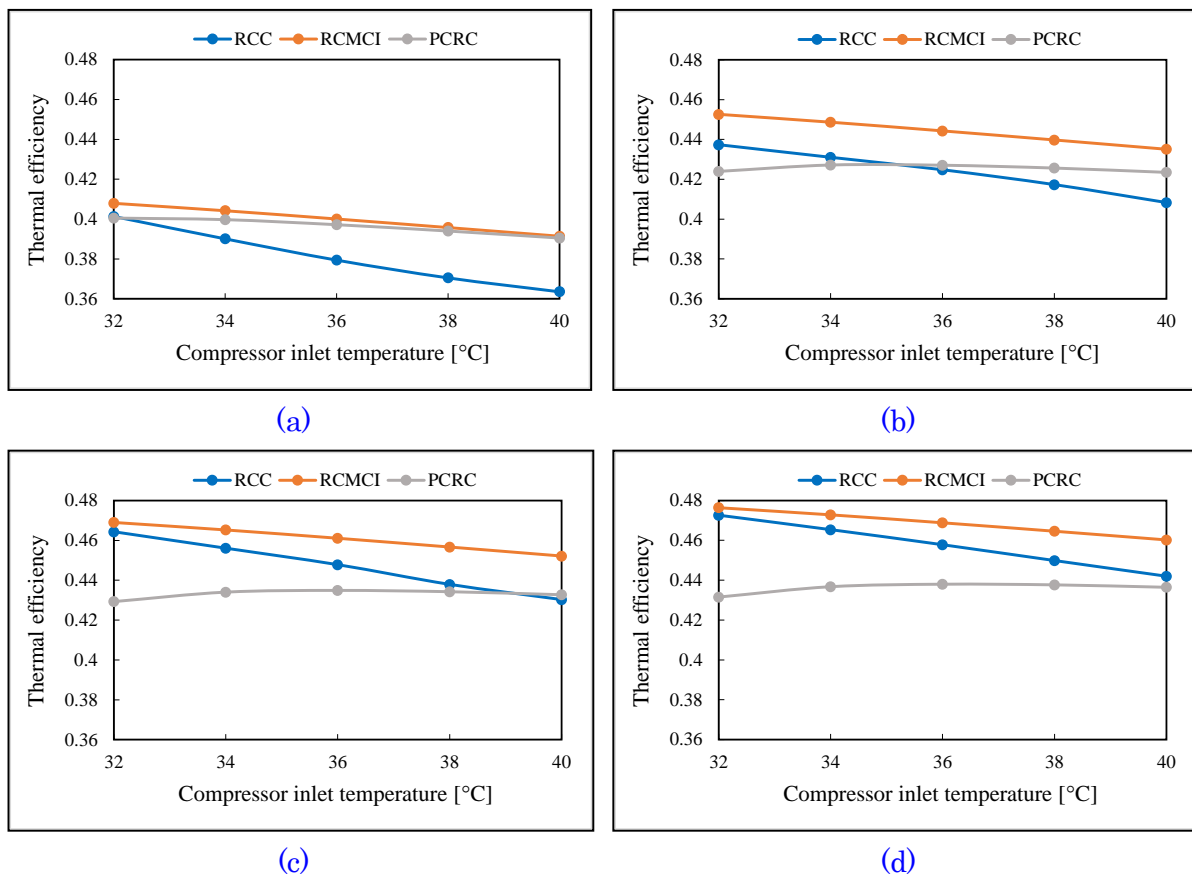 RCC RCMCI PCRC
0.48
0.46
0.44
0.42
0.4
0.38
0.36
Thermal efficiency
32 34 36 38 40
Compressor inlet temperature [°C]
(a)
RCC RCMCI PCRC
0.48
0.46
0.44
0.42
0.4
0.38
0.36
Thermal efficiency
32 34 36 38 40
Compressor inlet temperature [°C]
(b)
RCC RCMCI PCRC
0.48
0.46
0.44
0.42
0.4
0.38
0.36
Thermal efficiency
32 34 36 38 40
Compressor inlet temperature [°C]
(c)
RCC RCMCI PCRC
0.48
0.46
0.44
0.42
0.4
0.38
0.36
Thermal efficiency
32 34 36 38 40
Compressor inlet temperature [°C]
(d)